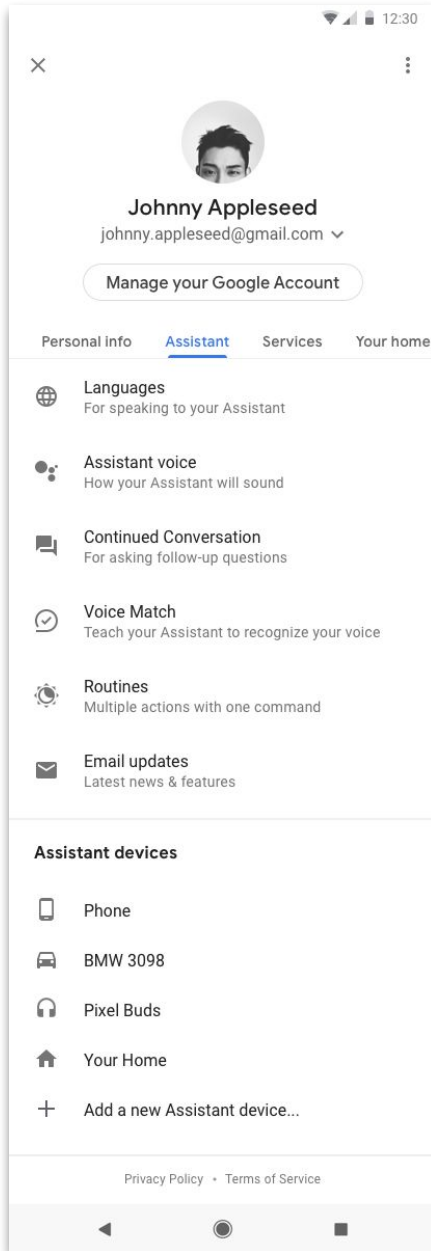 12:30
Johnny Appleseed
johnny.appleseed@gmail.com
Manage your Google Account
Personal info Assistant Services Your home
Languages
For speaking to your Assistant
Assistant voice
How your Assistant will sound
Continued Conversation
For asking follow-up questions
Voice Match
Teach your Assistant to recognize your voice
Routines
Multiple actions with one command
Email updates
Latest news & features
Assistant devices
Phone
BMW 3098
Pixel Buds
Your Home
Add a new Assistant device...
Privacy Policy • Terms of Service